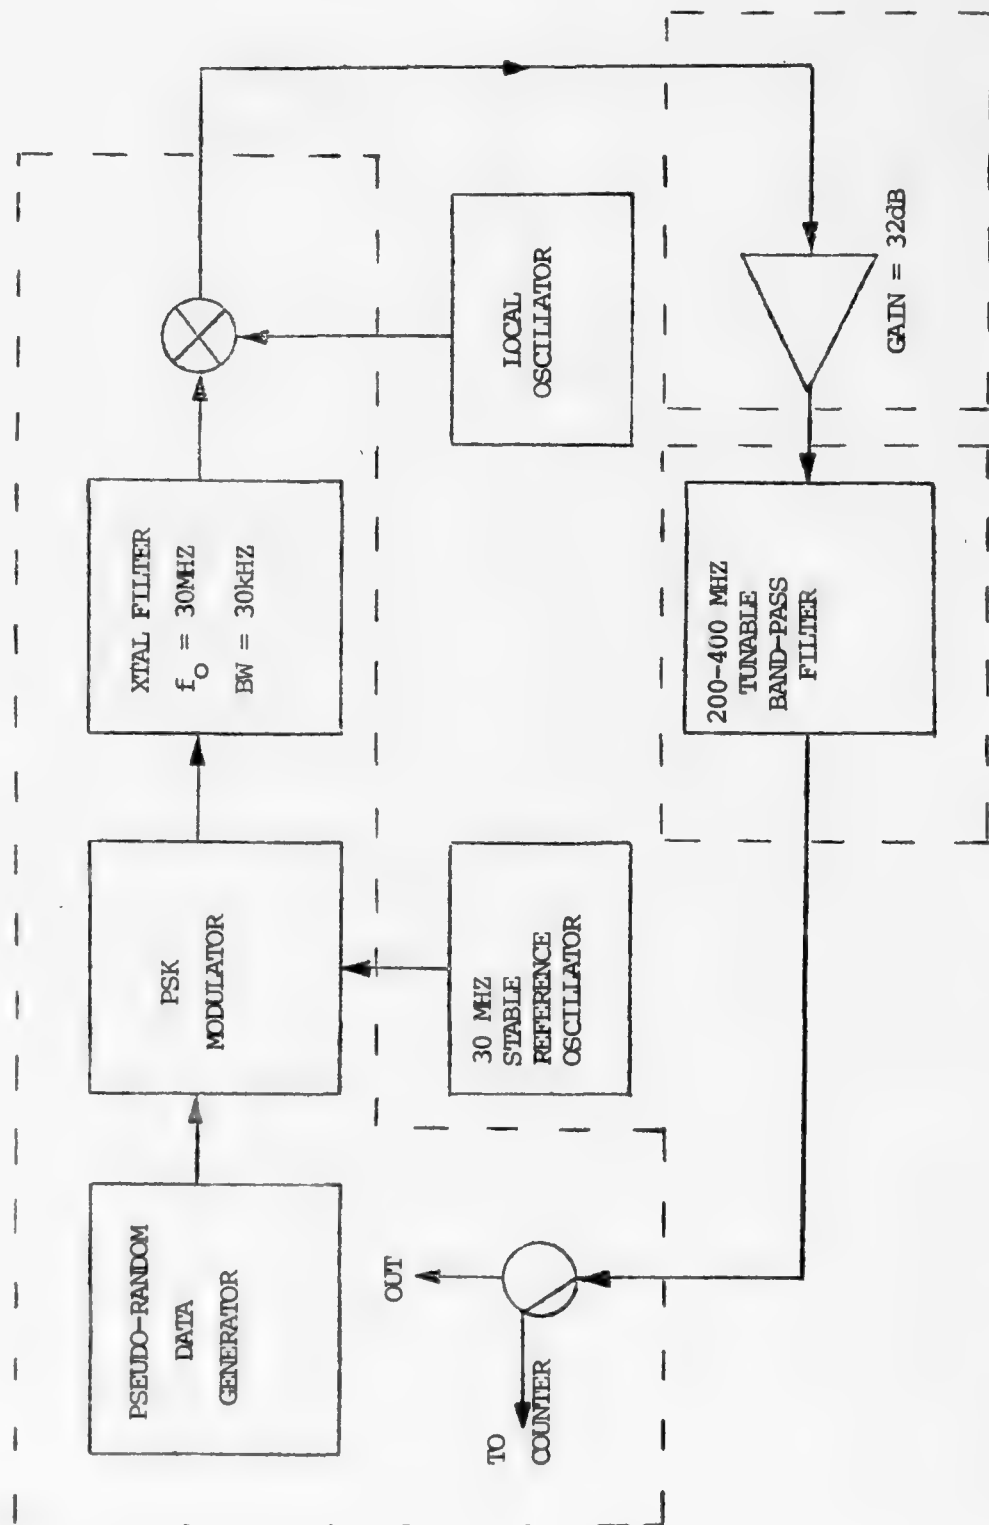 PSEUDO-RANDOM
DATA
GENERATOR
PSK
MODULATOR
XTAL FILTER
fo = 30MHZ
BW = 30kHZ
30 MHZ
STABLE
REFERENCE
OSCILLATOR
LOCAL
OSCILLATOR
OUT
TO
COUNTER
200-400 MHZ
TUNABLE
BAND-PASS
FILTER
GAIN = 32dB